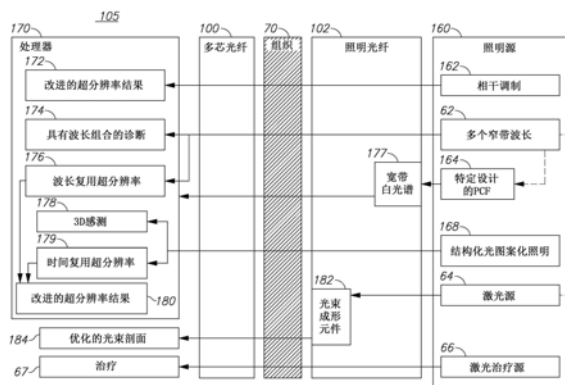 105
170
100
70
102
160
处理器
多芯光纤
组织
照明光纤
照明源
172
改进的超分辨率结果
162
相干调制
174
具有波长组合的诊断
62
多个窄带波长
176
波长复用超分辨率
177
宽带
白光谱
164
特定设计
的PCF
178
3D感测
168
结构化光图案化照明
179
时间复用超分辨率
182
光束
成形
元件
64
激光源
改进的超分辨率结果
180
184
优化的光束剖面
66
激光治疗源
67
治疗